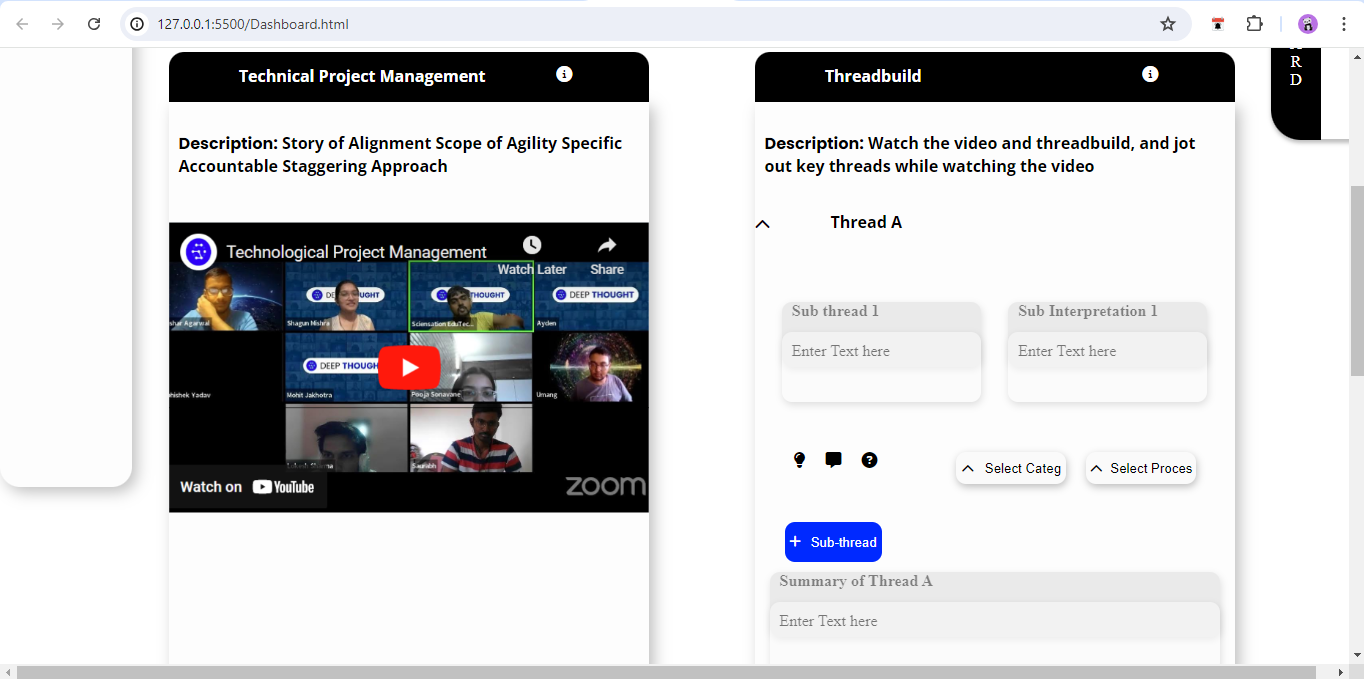 127.0.0.1:5500/Dashboard.html
R
D
Technical Project Management
Description: Story of Alignment Scope of Agility Specific
Accountable Staggering Approach
Technological Project Management
Watch Later
Share
DEEP THOUGHT
Shagun Mishra
Sciensation EduTec...
Ayden
DEEP THOUGH
Mohit Jakhotra
Pooja Sonavane
Umang
Saurabh
Watch on YouTube
zoom
Threadbuild
Description: Watch the video and threadbuild, and jot
out key threads while watching the video
Thread A
Sub thread 1
Enter Text here
Sub Interpretation 1
Enter Text here
Select Categ
Select Proces
+ Sub-thread
Summary of Thread A
Enter Text here